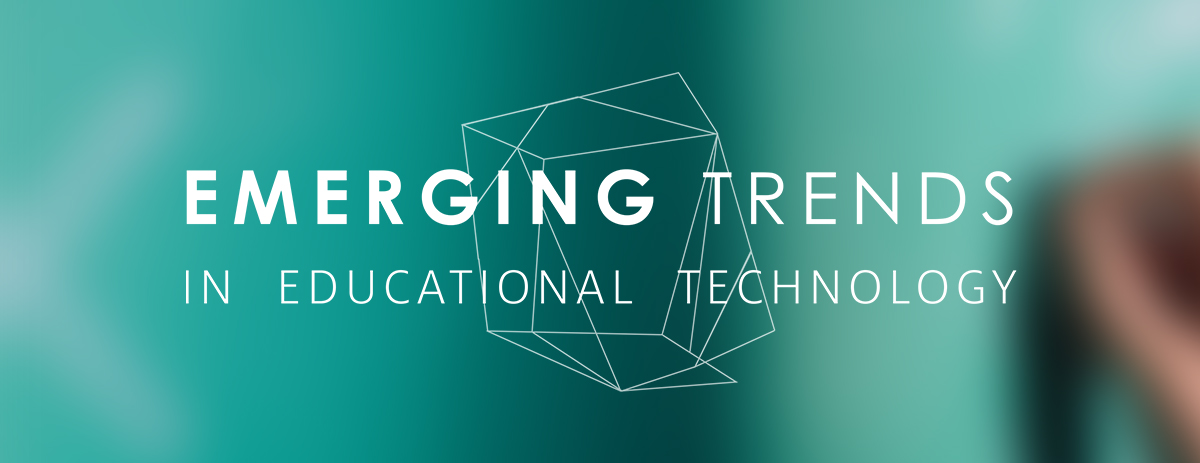 EMERGING TRENDS
IN EDUCATIONAL TECHNOLOGY